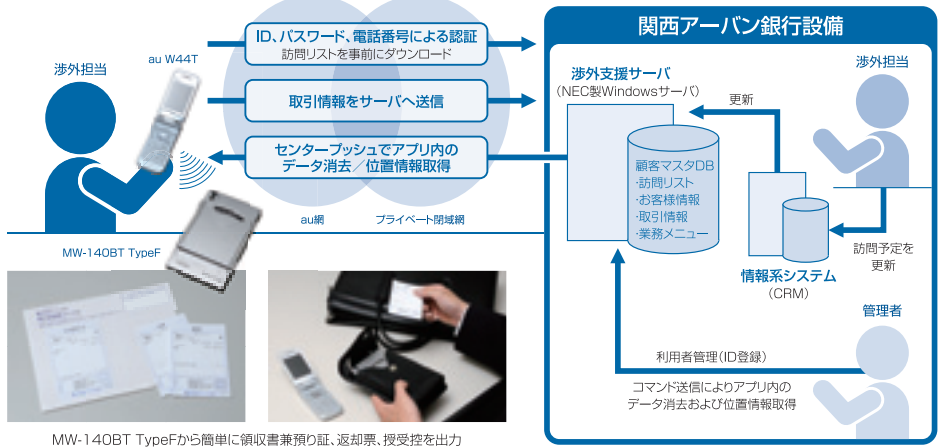 関西アーバン銀行設備
渉外担当
au W44T
ID、パスワード、電話番号による認証
訪問リストを事前にダウンロード
取引情報をサーバへ送信
センタープッシュでアプリ内の
データ消去／位置情報取得
au網
プライベート閉域網
MW-140BT TypeF
渉外支援サーバ
(NEC製Windowsサーバ)
顧客マスタDB
・訪問リスト
・お客様情報
・取引情報
・業務メニュー
更新
渉外担当
訪問予定を
更新
情報系システム
(CRM)
管理者
利用者管理(ID登録)
コマンド送信によりアプリ内の
データ消去および位置情報取得
MW-140BT TypeFから簡単に領収書兼預り証、返却票、授受控を出力